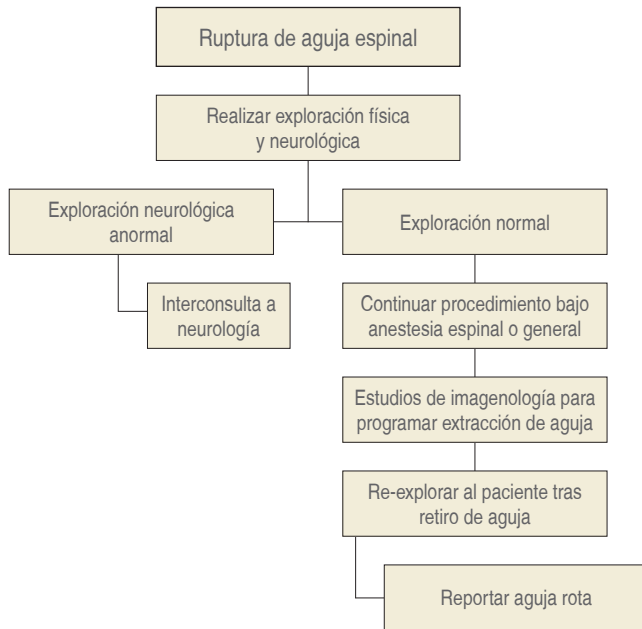 Ruptura de aguja espinal
Realizar exploración física
y neurológica
Exploración neurológica
anormal
Exploración normal
Interconsulta a
neurología
Continuar procedimiento bajo
anestesia espinal o general
Estudios de imagenología para
programar extracción de aguja
Re-explorar al paciente tras
retiro de aguja
Reportar aguja rota